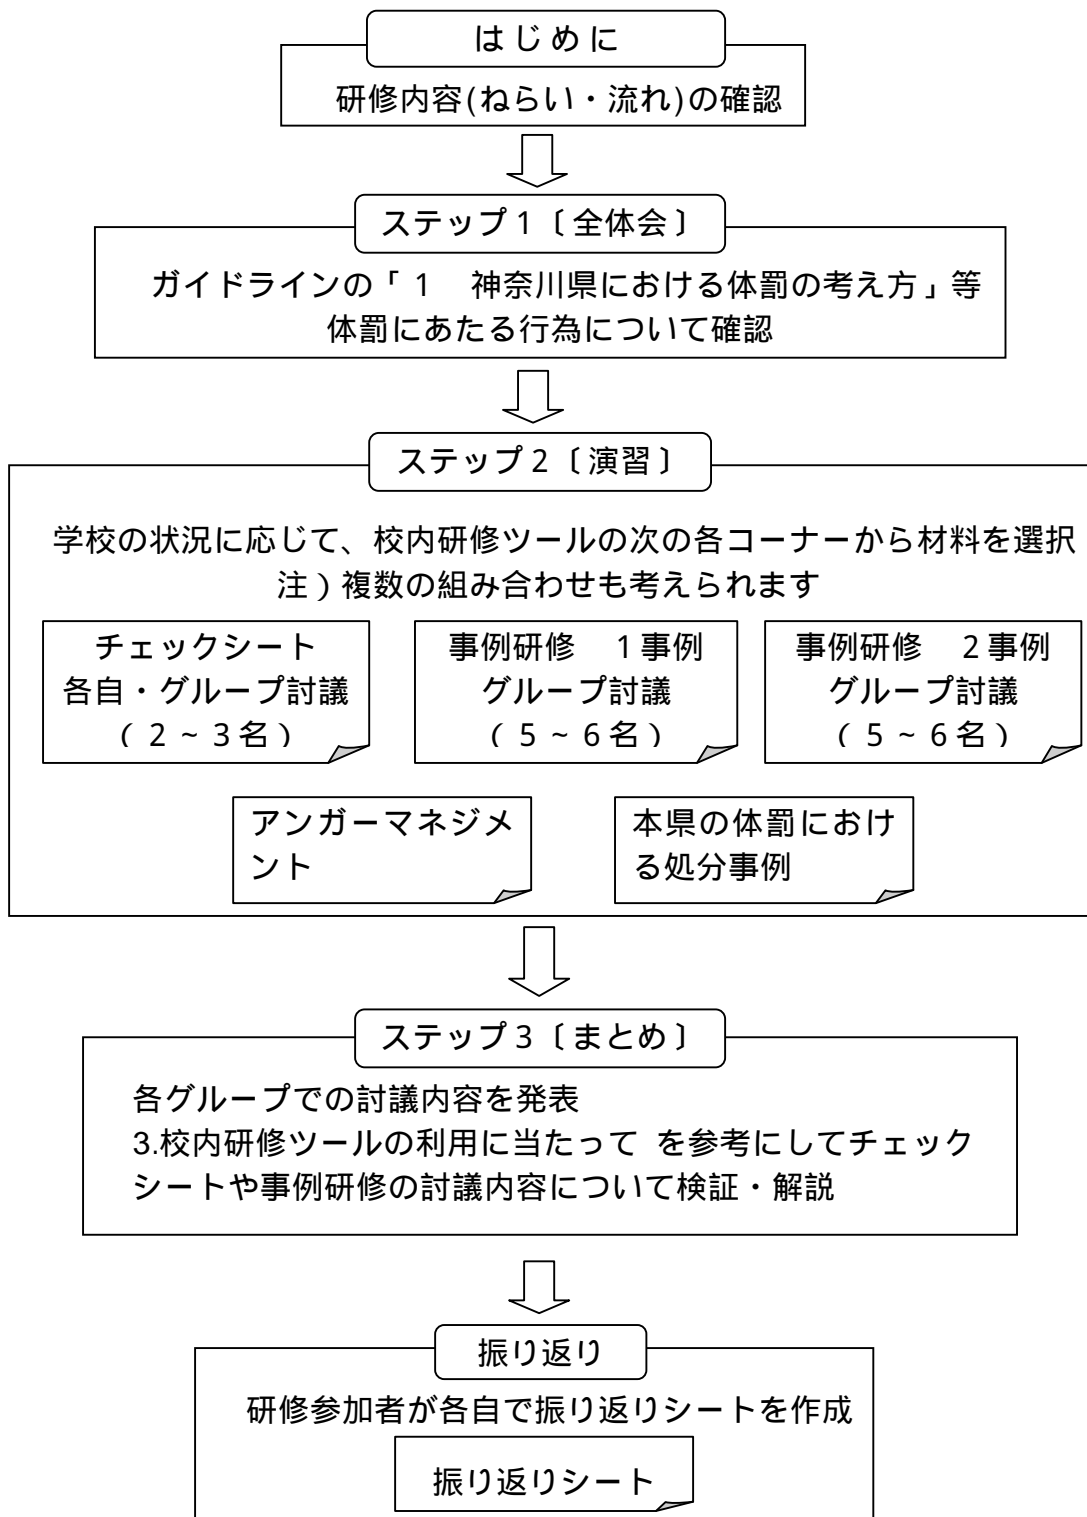 はじめに
研修内容(ねらい・流れ)の確認
ステップ1〔全体会〕
ガイドラインの「1 神奈川県における体罰の考え方」等
体罰にあたる行為について確認
ステップ2〔演習〕
学校の状況に応じて、校内研修ツールの次の各コーナーから材料を選択
注)複数の組み合わせも考えられます
チェックシート
各自・グループ討議
(2~3名)
事例研修 1事例
グループ討議
(5~6名)
事例研修 2事例
グループ討議
(5~6名)
アンガーマネジメ
ント
本県の体罰におけ
る処分事例
ステップ3〔まとめ〕
各グループでの討議内容を発表
3.校内研修ツールの利用に当たって を参考にしてチェック
シートや事例研修の討議内容について検証・解説
振り返り
研修参加者が各自で振り返りシートを作成
振り返りシート